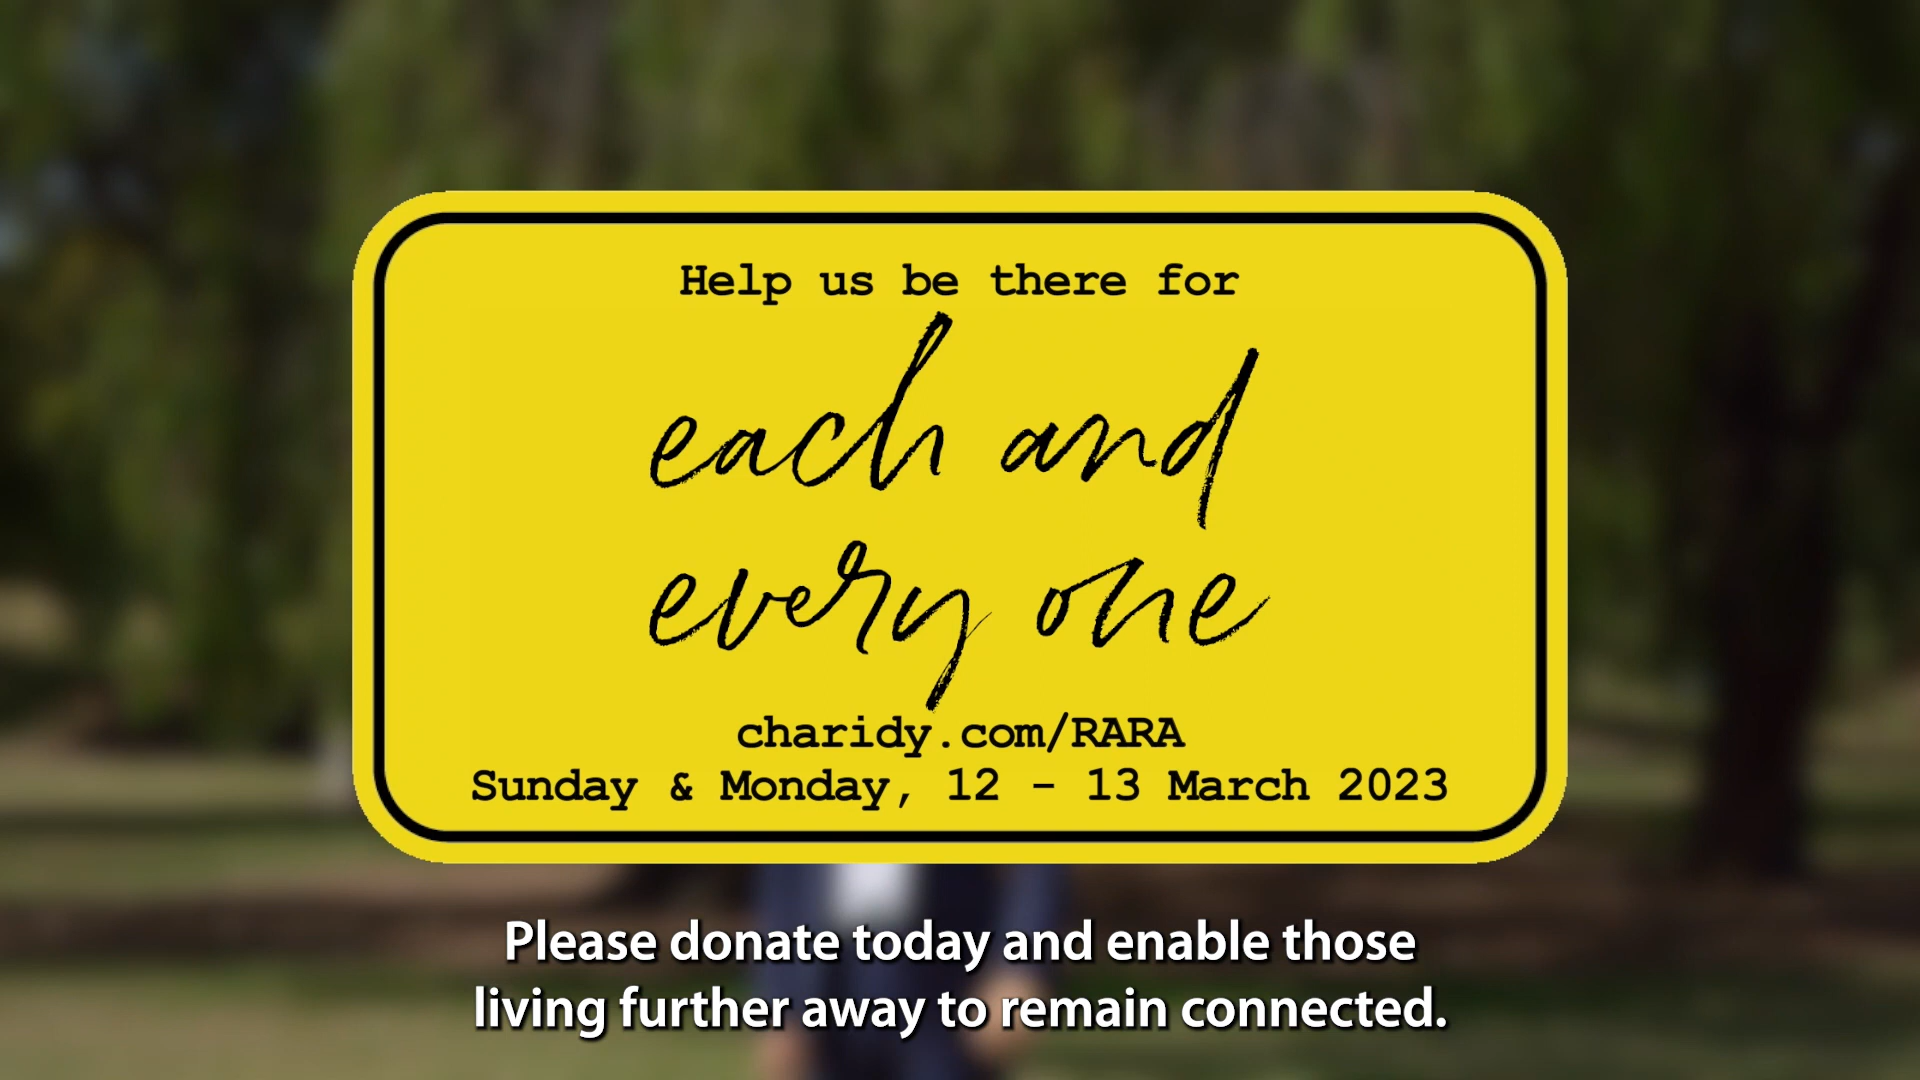 Help us be there for
each and
every one
charidy.com/RARA
Sunday & Monday, 12 - 13 March 2023
Please donate today and enable those
living further away to remain connected.